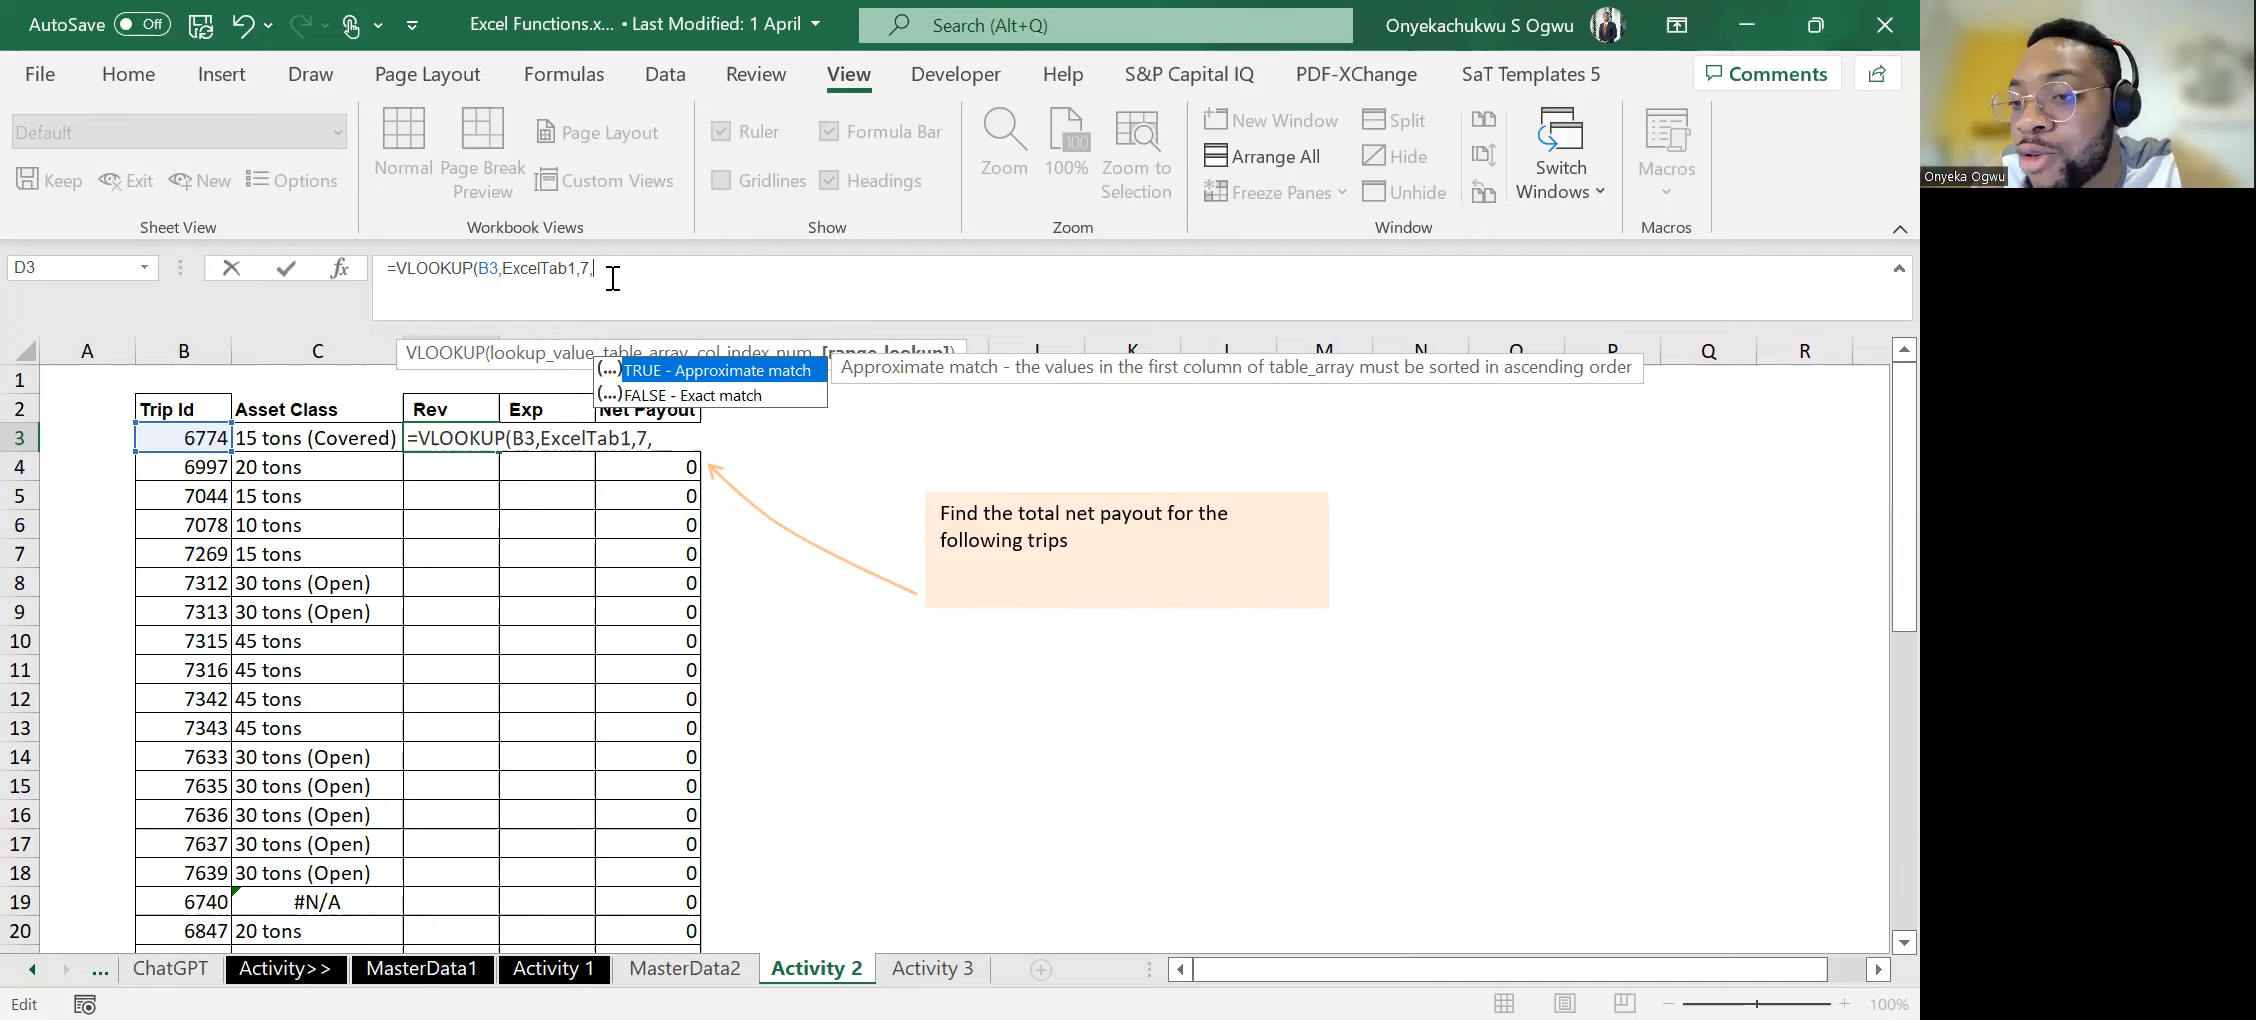 AutoSave Off Excel Functions.x... • Last Modified: 1 April Search (Alt+Q) Onyekachukwu S Ogwu
File Home Insert Draw Page Layout Formulas Data Review View Developer Help S&P Capital IQ PDF-XChange SaT Templates 5 Comments
Default
Keep Exit New Options
Sheet View
Normal Page Break Preview Page Layout Custom Views
Workbook Views
Ruler Formula Bar
Gridlines Headings
Show
Zoom 100% Zoom to Selection
100
Zoom
New Window Split
Arrange All Hide
Freeze Panes Unhide
Switch Windows
Window
Macros
Macros
Onyeka Ogwu
D3 fx =VLOOKUP(B3,ExcelTab1,7,
A B C K M N Q R
VLOOKUP(lookup_value, table_array, col_index_num, [range_lookup])
(...) TRUE - Approximate match Approximate match - the values in the first column of table_array must be sorted in ascending order
(...) FALSE - Exact match
1
2 Trip Id Asset Class Rev Exp Net Payout
3 6774 15 tons (Covered) =VLOOKUP(B3,ExcelTab1,7,
4 6997 20 tons 0
5 7044 15 tons 0
6 7078 10 tons 0
7 7269 15 tons 0
8 7312 30 tons (Open) 0
9 7313 30 tons (Open) 0
10 7315 45 tons 0
11 7316 45 tons 0
12 7342 45 tons 0
13 7343 45 tons 0
14 7633 30 tons (Open) 0
15 7635 30 tons (Open) 0
16 7636 30 tons (Open) 0
17 7637 30 tons (Open) 0
18 7639 30 tons (Open) 0
19 6740 #N/A 0
20 6847 20 tons 0
Find the total net payout for the
following trips
... ChatGPT Activity>> MasterData1 Activity 1 MasterData2 Activity 2 Activity 3
Edit 100%